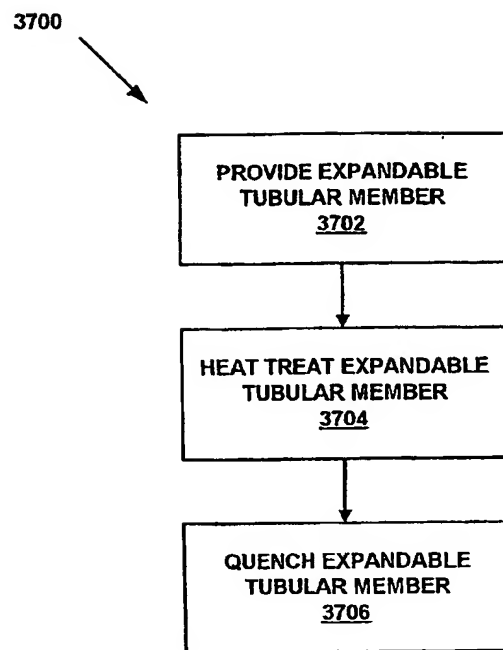 3700
PROVIDE EXPANDABLE
TUBULAR MEMBER
3702
HEAT TREAT EXPANDABLE
TUBULAR MEMBER
3704
QUENCH EXPANDABLE
TUBULAR MEMBER
3706